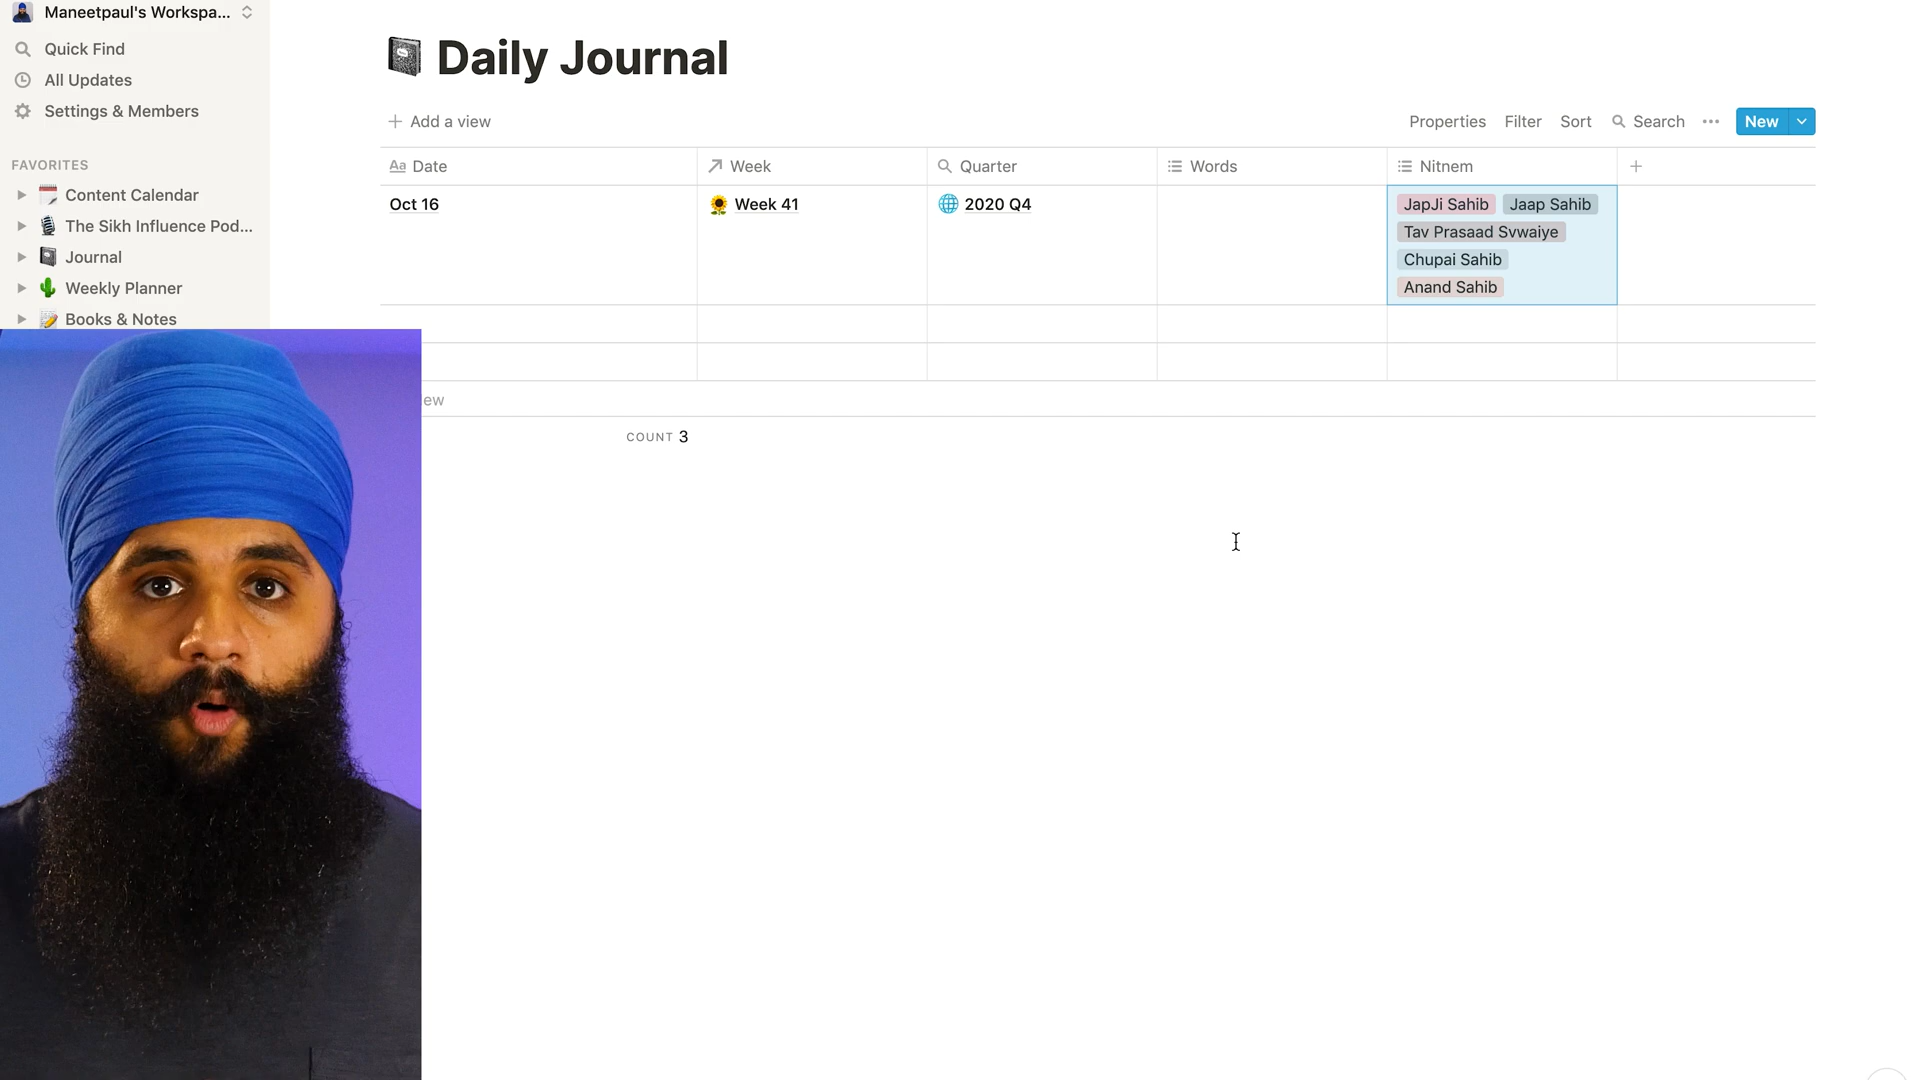 Maneetpaul's Workspa...
Quick Find
All Updates
Settings & Members
FAVORITES
Content Calendar
The Sikh Influence Pod...
Journal
Weekly Planner
Books & Notes
Daily Journal
Add a view
Properties Filter Sort Search ... New
Aa Date Week Quarter Words Nitnem
Oct 16 Week 41 2020 Q4 JapJi Sahib Jaap Sahib
Tav Prasaad Svwaiye
Chupai Sahib
Anand Sahib
ew
COUNT 3